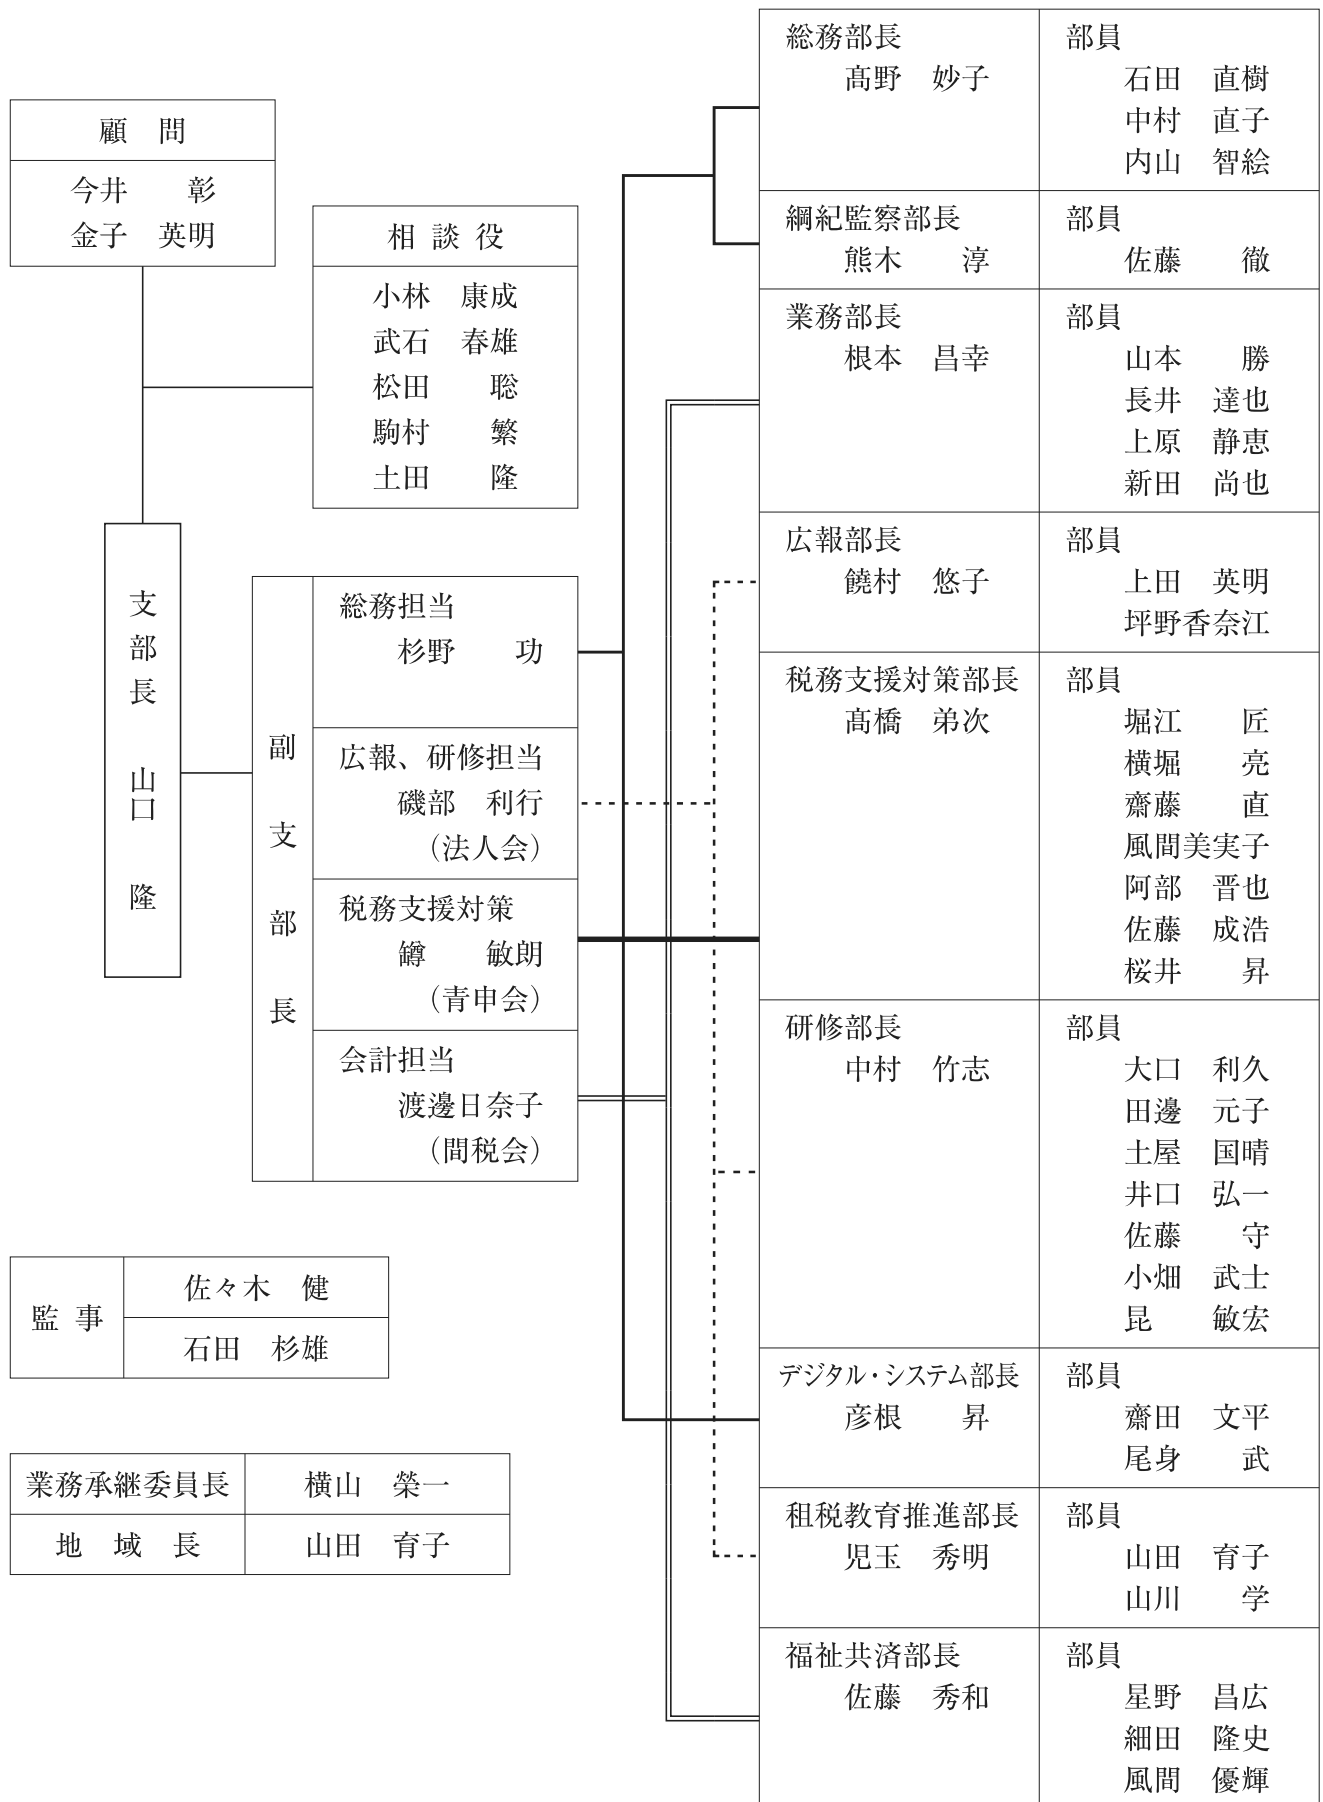 顧　問
今井　　彰
金子　英明
相 談 役
小林　康成
武石　春雄
松田　　聡
駒村　　繁
土田　　隆
支部長　山口　隆
副支部長
総務担当
杉野　　功
広報、研修担当
磯部　利行
（法人会）
税務支援対策
罇　　敏朗
（青申会）
会計担当
渡邊日奈子
（間税会）
監 事
佐々木　健
石田　杉雄
業務承継委員長
横山　榮一
地　域　長
山田　育子
総務部長
髙野　妙子
部員
石田　直樹
中村　直子
内山　智絵
綱紀監察部長
熊木　　淳
部員
佐藤　　徹
業務部長
根本　昌幸
部員
山本　　勝
長井　達也
上原　静恵
新田　尚也
広報部長
饒村　悠子
部員
上田　英明
坪野香奈江
税務支援対策部長
髙橋　弟次
部員
堀江　　匠
横堀　　亮
齋藤　　直
風間美実子
阿部　晋也
佐藤　成浩
桜井　　昇
研修部長
中村　竹志
部員
大口　利久
田邊　元子
土屋　国晴
井口　弘一
佐藤　　守
小畑　武士
昆　　敏宏
デジタル・システム部長
彦根　　昇
部員
齋田　文平
尾身　　武
租税教育推進部長
児玉　秀明
部員
山田　育子
山川　　学
福祉共済部長
佐藤　秀和
部員
星野　昌広
細田　隆史
風間　優輝